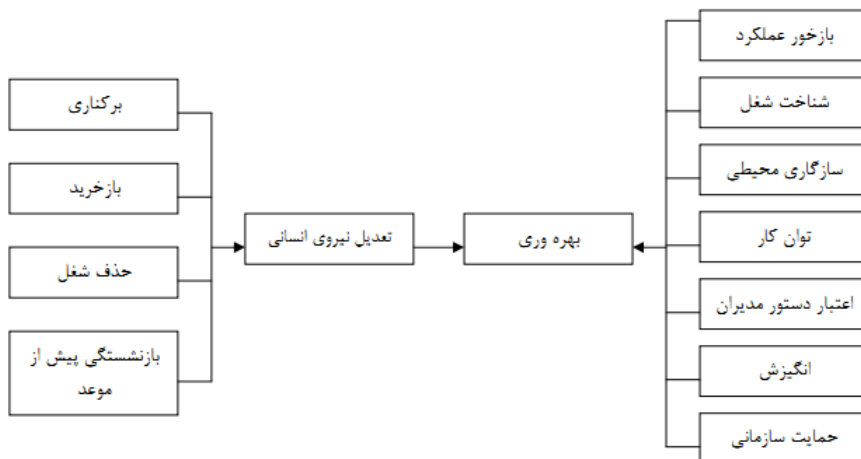 بازخور عملکرد
شناخت شغل
سازگاری محیطی
توان کار
اعتبار دستور مدیران
انگیزش
حمایت سازمانی
بهره وری
تعدیل نیروی انسانی
برکناری
بازخرید
حذف شغل
بازنشستگی پیش از
موعد